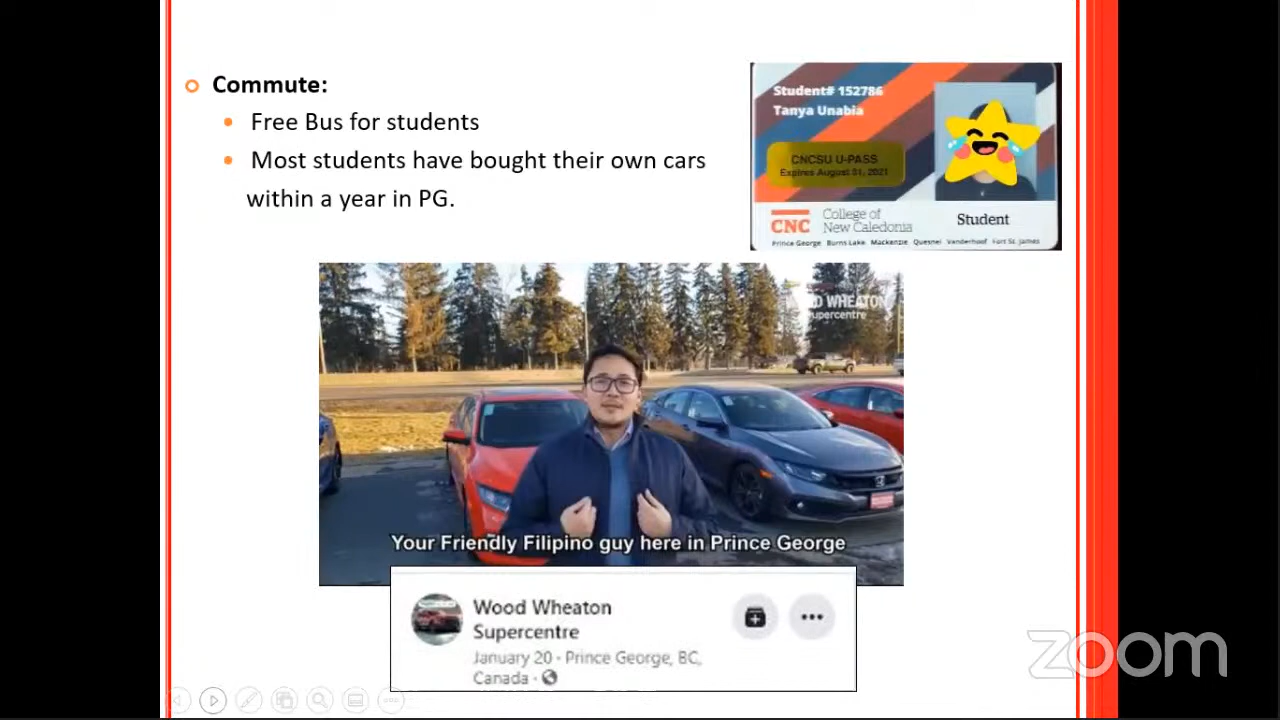 Commute:
Free Bus for students
Most students have bought their own cars
within a year in PG.
Student# 152786
Tanya Unabia
CNCSU U-PASS
Expires August 31, 2021
CNC
College of
New Caledonia
Student
Prince George Burns Lake Mackenzie Quesnel Vanderhoof Fort St. James
WOOD WHEATON
Supercentre
Your Friendly Filipino guy here in Prince George
Wood Wheaton
Supercentre
January 20 · Prince George, BC,
Canada ·
zoom